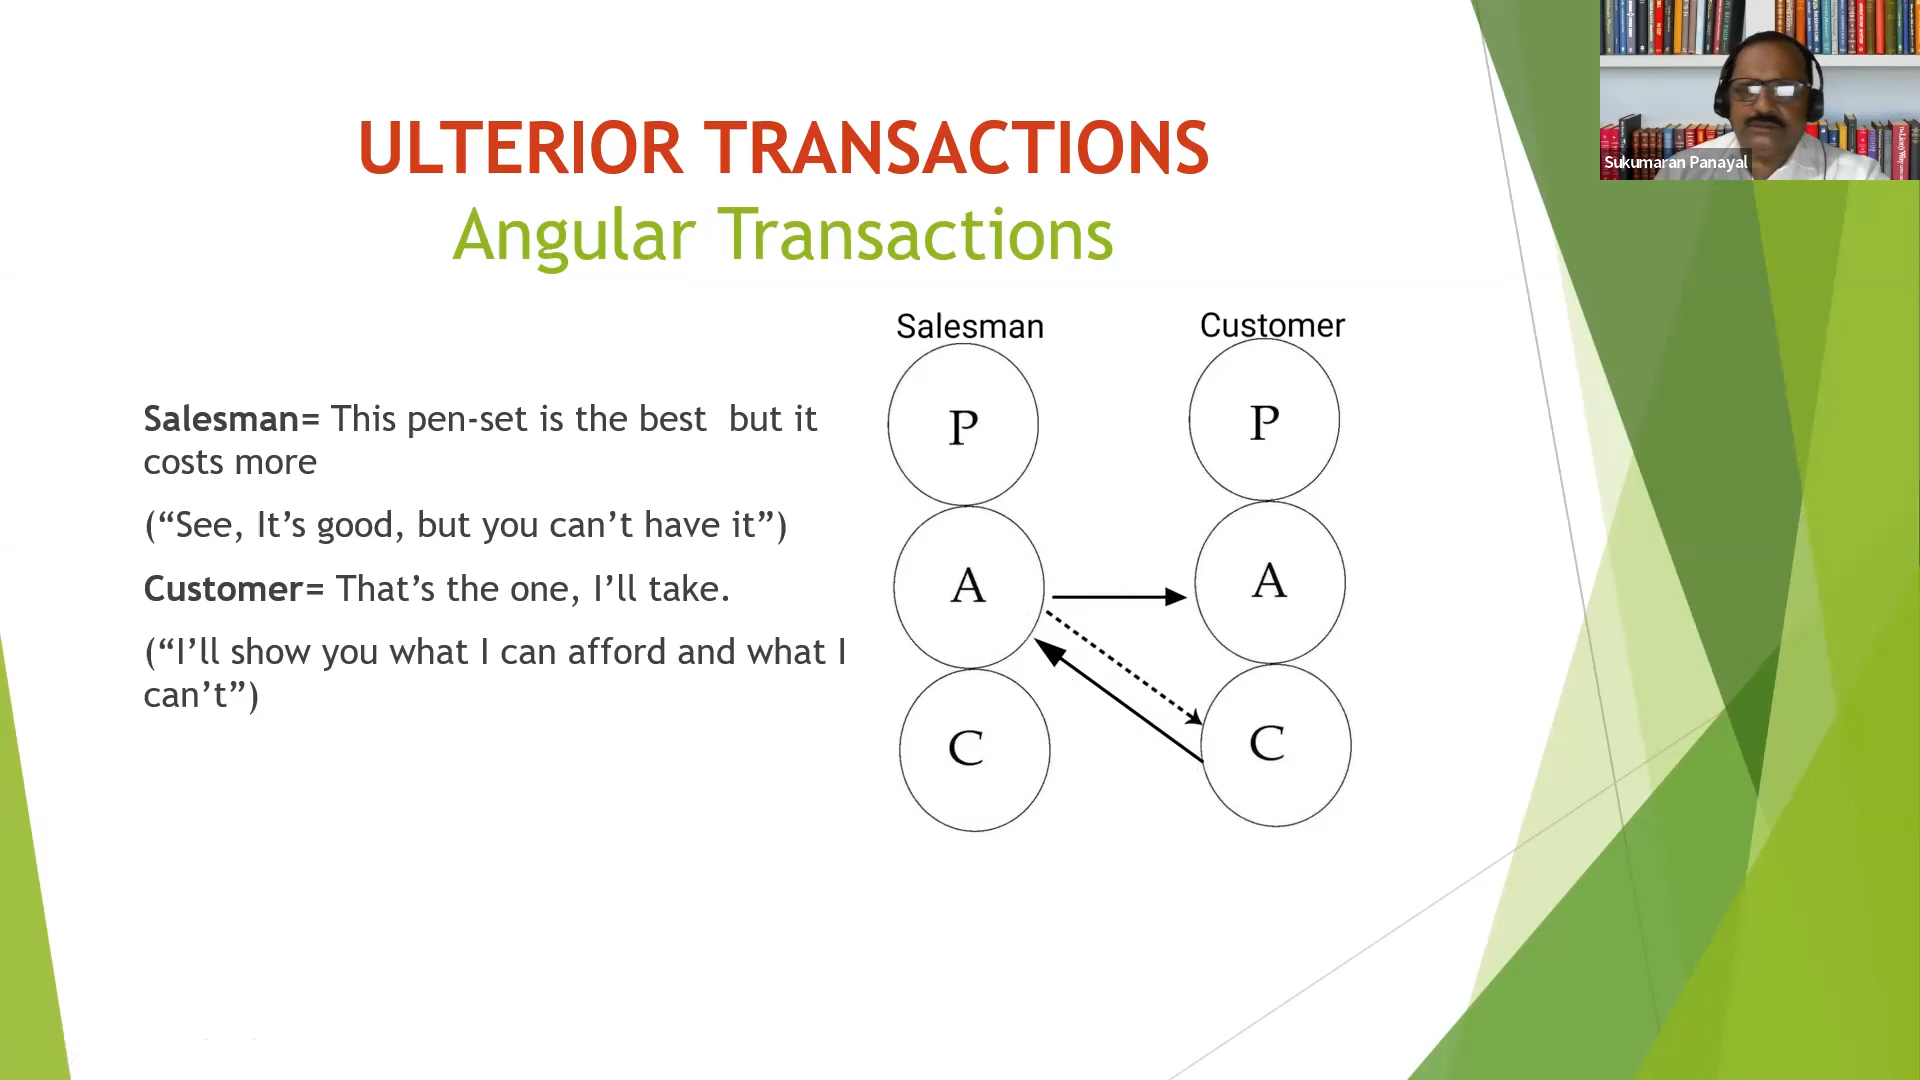 ULTERIOR TRANSACTIONS
Angular Transactions
Salesman= This pen-set is the best but it
costs more
(“See, It’s good, but you can’t have it”)
Customer= That’s the one, I’ll take.
(“I’ll show you what I can afford and what I
can’t”)
Salesman
Customer
P
P
A
A
C
C
Sukumaran Panayal